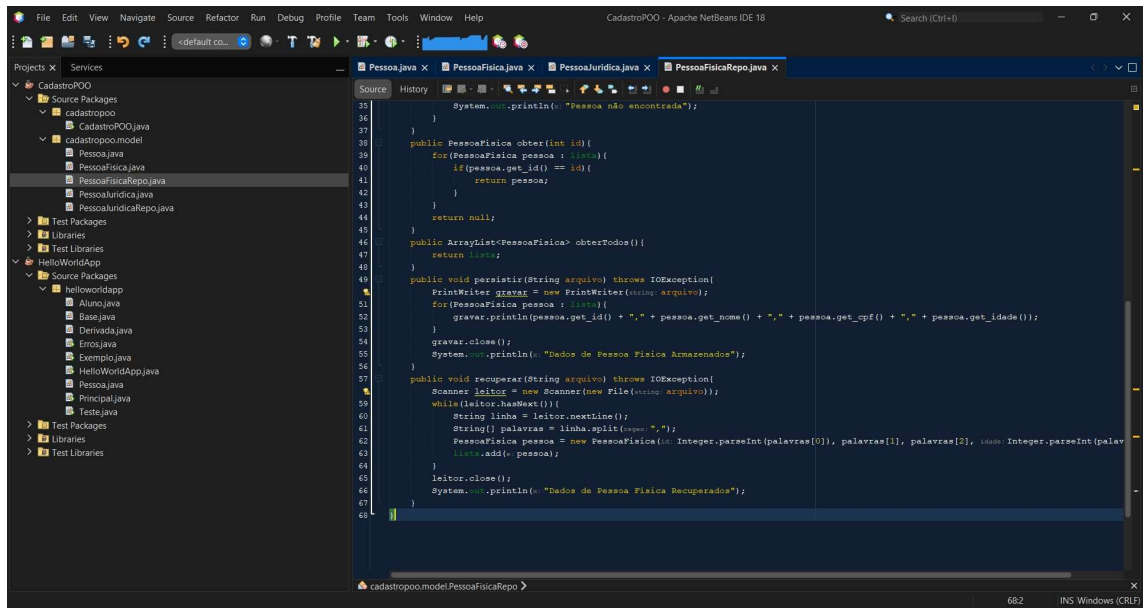 File Edit View Navigate Source Refactor Run Debug Profile Team Tools Window Help CadastroPOO - Apache NetBeans IDE 18 Search (Ctrl+I)
<default co...
Projects Services
Pessoa.java PessoaFisica.java PessoaJuridica.java PessoaFisicaRepo.java
Source History
CadastroPOO
Source Packages
cadastropoo
CadastroPOO.java
cadastropoo.model
Pessoa.java
PessoaFisica.java
PessoaFisicaRepo.java
PessoaJuridica.java
PessoaJuridicaRepo.java
Test Packages
Libraries
Test Libraries
HelloWorldApp
Source Packages
helloworldapp
Aluno.java
Base.java
Derivada.java
Erros.java
Exemplo.java
HelloWorldApp.java
Pessoa.java
Principal.java
Teste.java
Test Packages
Libraries
Test Libraries
35 System.out.println(x: "Pessoa não encontrada");
36 }
37 }
38 public PessoaFisica obter(int id){
39 for(PessoaFisica pessoa : lista){
40 if(pessoa.get_id() == id){
41 return pessoa;
42 }
43 }
44 return null;
45 }
46 public ArrayList<PessoaFisica> obterTodos(){
47 return lista;
48 }
49 public void persistir(String arquivo) throws IOException{
PrintWriter gravar = new PrintWriter(string: arquivo);
51 for(PessoaFisica pessoa : lista){
52 gravar.println(pessoa.get_id() + "," + pessoa.get_nome() + "," + pessoa.get_cpf() + "," + pessoa.get_idade());
53 }
54 gravar.close();
55 System.out.println(x: "Dados de Pessoa Fisica Armazenados");
56 }
57 public void recuperar(String arquivo) throws IOException{
Scanner leitor = new Scanner(new File(string: arquivo));
59 while(leitor.hasNext()){
60 String linha = leitor.nextLine();
61 String[] palavras = linha.split(regex: ",");
62 PessoaFisica pessoa = new PessoaFisica(id: Integer.parseInt(palavras[0]), palavras[1], palavras[2], idade: Integer.parseInt(palav
63 lista.add(e: pessoa);
64 }
65 leitor.close();
66 System.out.println(x: "Dados de Pessoa Fisica Recuperados");
67 }
68 }
cadastropoo.model.PessoaFisicaRepo
68:2 INS Windows (CRLF)